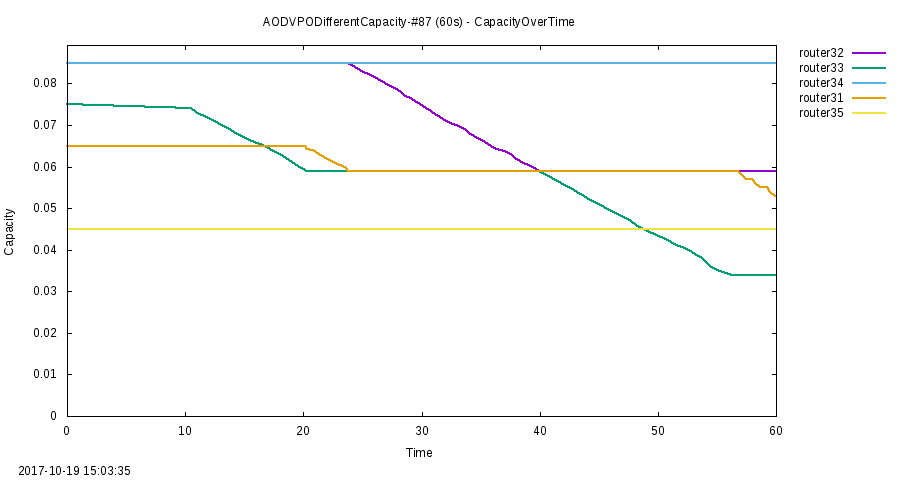 AODVPODifferentCapacity-#87 (60s) - CapacityOverTime
router32
router33
router34
router31
router35
0.08
0.07
0.06
0.05
0.04
0.03
0.02
0.01
0
Capacity
0 10 20 30 40 50 60
Time
2017-10-19 15:03:35